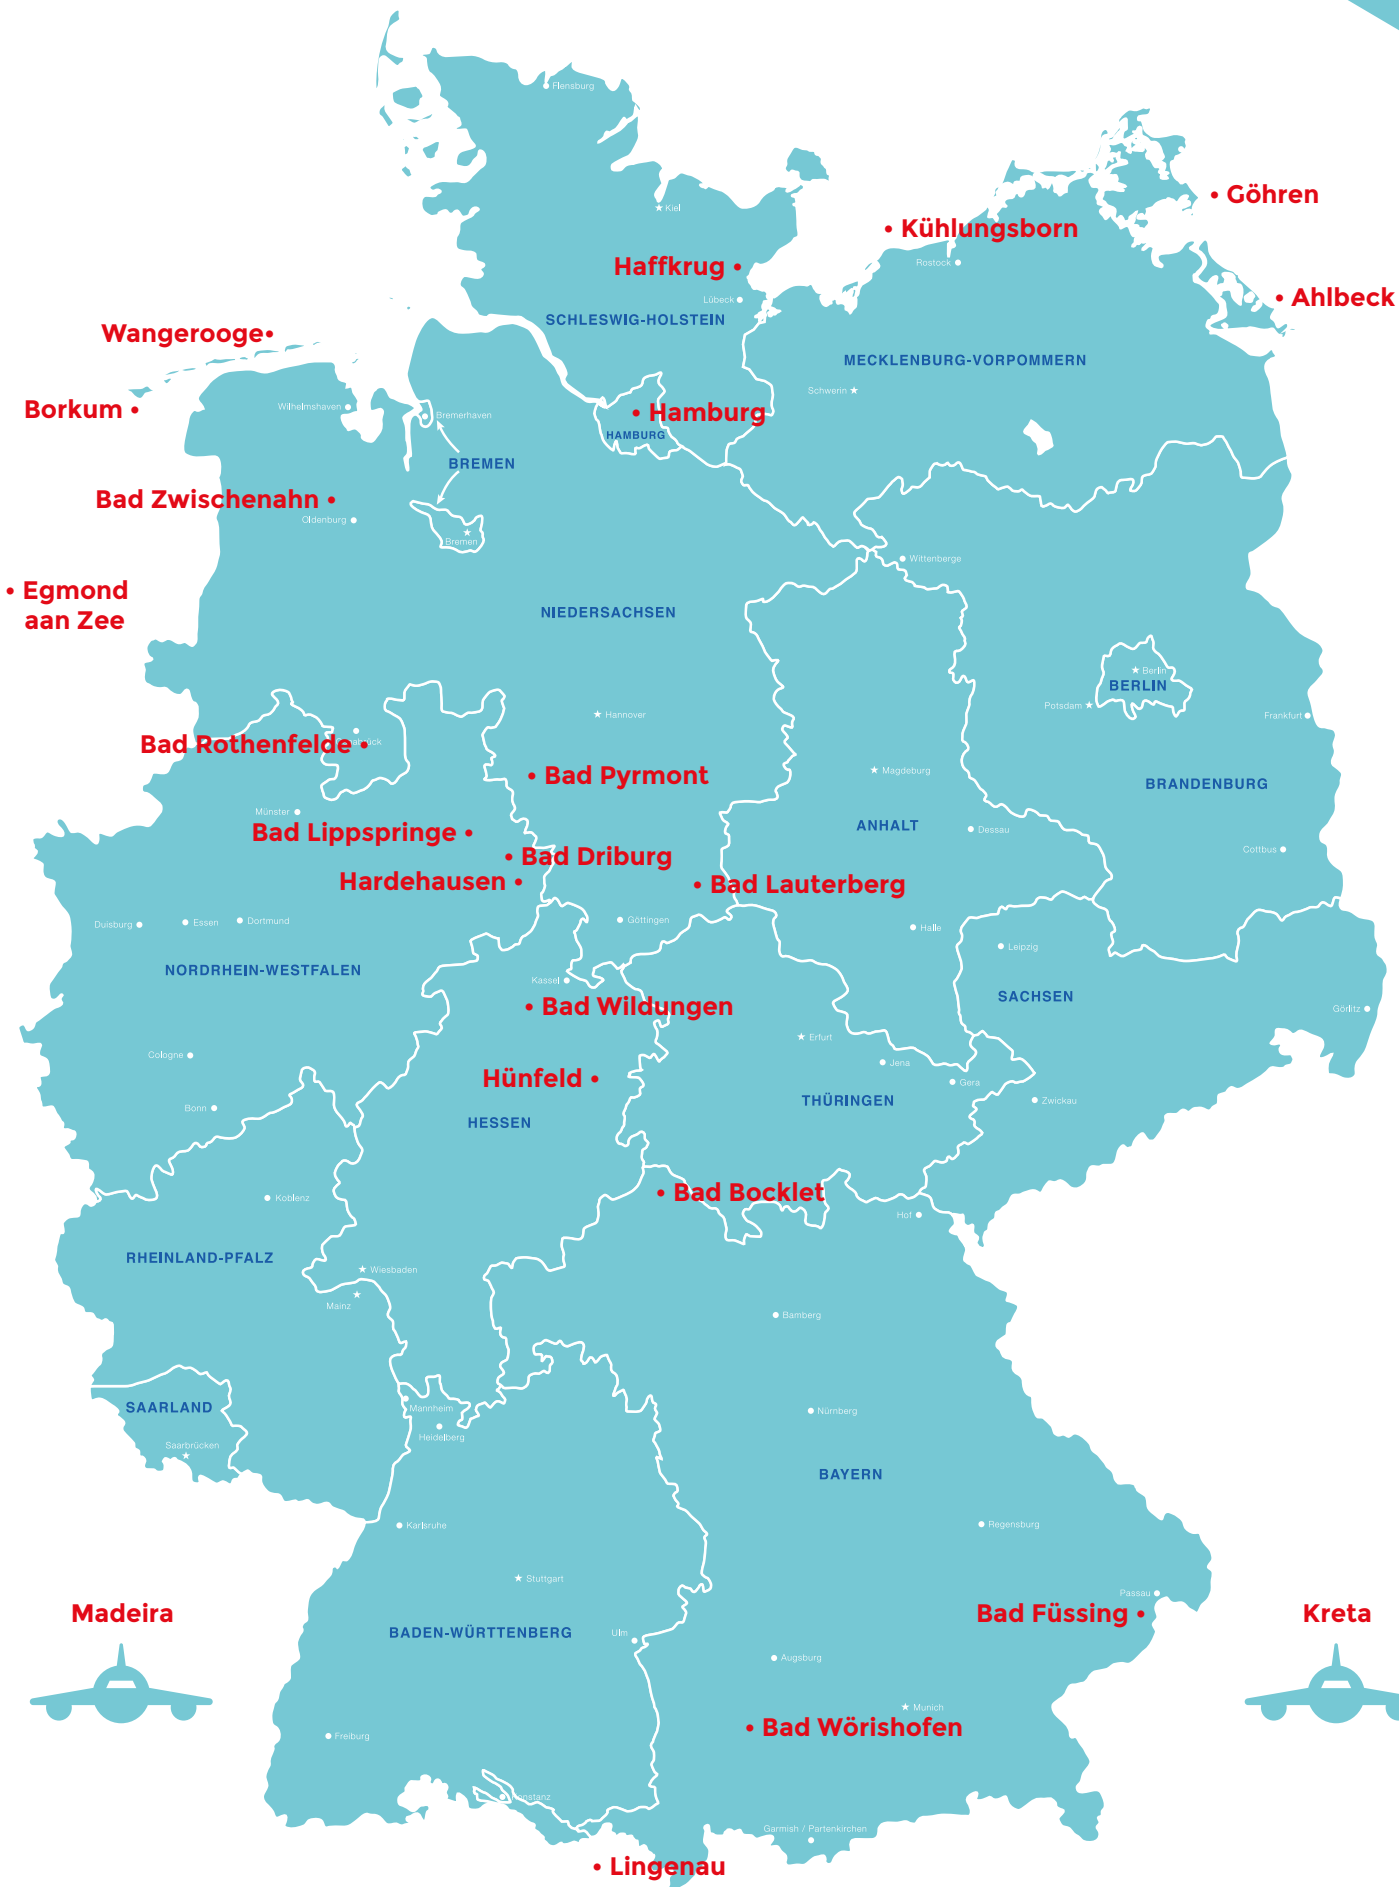 Flensburg
• Göhren
Kiel
• Kühlungsborn
Rostock
Haffkrug •
• Ahlbeck
Lübeck
SCHLESWIG-HOLSTEIN
Wangerooge•
MECKLENBURG-VORPOMMERN
Schwerin
Borkum •
Wilhelmshaven
Bremerhaven
• Hamburg
HAMBURG
BREMEN
Bad Zwischenahn •
Oldenburg
Bremen
Wittenberge
• Egmond
aan Zee
NIEDERSACHSEN
Berlin
BERLIN
Potsdam
Frankfurt
Hannover
Bad Rothenfelde •
• Bad Pyrmont
Magdeburg
BRANDENBURG
Münster
Bad Lippspringe •
ANHALT
Dessau
Cottbus
• Bad Driburg
Hardehausen •
• Bad Lauterberg
Duisburg
Essen
Dortmund
Göttingen
Halle
Leipzig
NORDRHEIN-WESTFALEN
Kassel
SACHSEN
• Bad Wildungen
Görlitz
Erfurt
Cologne
Jena
Hünfeld •
Gera
THÜRINGEN
Zwickau
Bonn
HESSEN
• Bad Bocklet
Koblenz
Hof
RHEINLAND-PFALZ
Wiesbaden
Mainz
Bamberg
SAARLAND
Mannheim
Nürnberg
Heidelberg
Saarbrücken
BAYERN
Karlsruhe
Regensburg
Stuttgart
Passau
Madeira
Bad Füssing •
Kreta
BADEN-WÜRTTENBERG
Ulm
Augsburg
Munich
• Bad Wörishofen
Freiburg
Konstanz
Garmish / Partenkirchen
• Lingenau